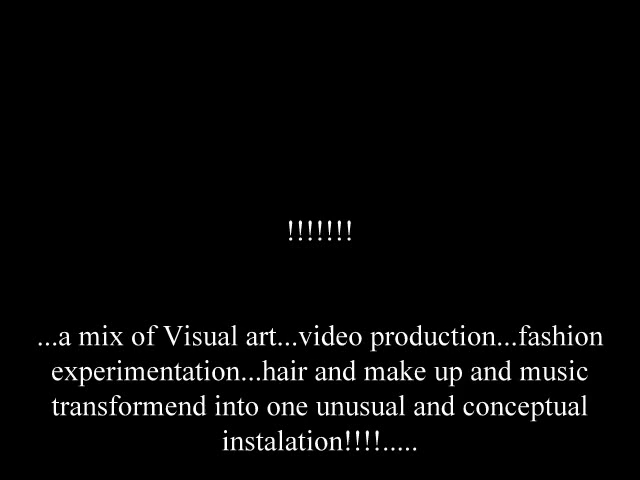 !!!!!!!
...a mix of Visual art...video production...fashion
experimentation...hair and make up and music
transformend into one unusual and conceptual
instalation!!!!.....